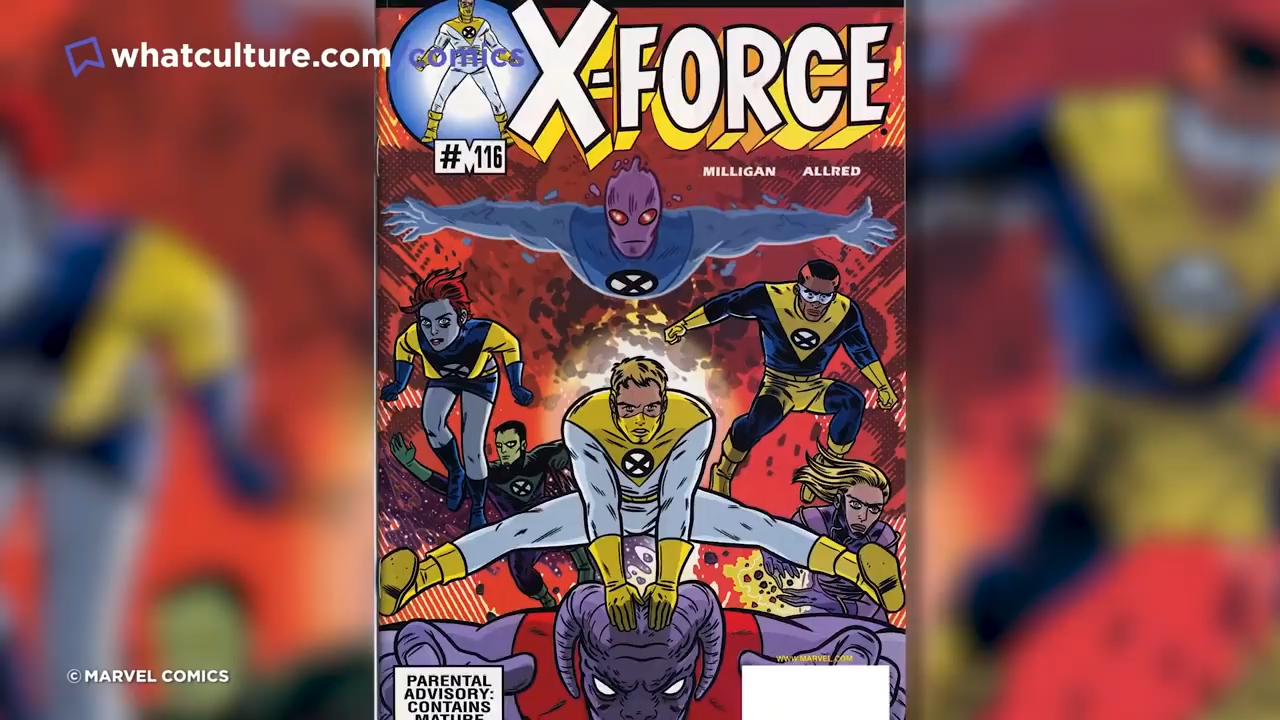 whatculture.com/comics
X-FORCE
#116
MILLIGAN ALLRED
WWW.MARVEL.COM
© MARVEL COMICS
PARENTAL
ADVISORY:
CONTAINS
MATURE